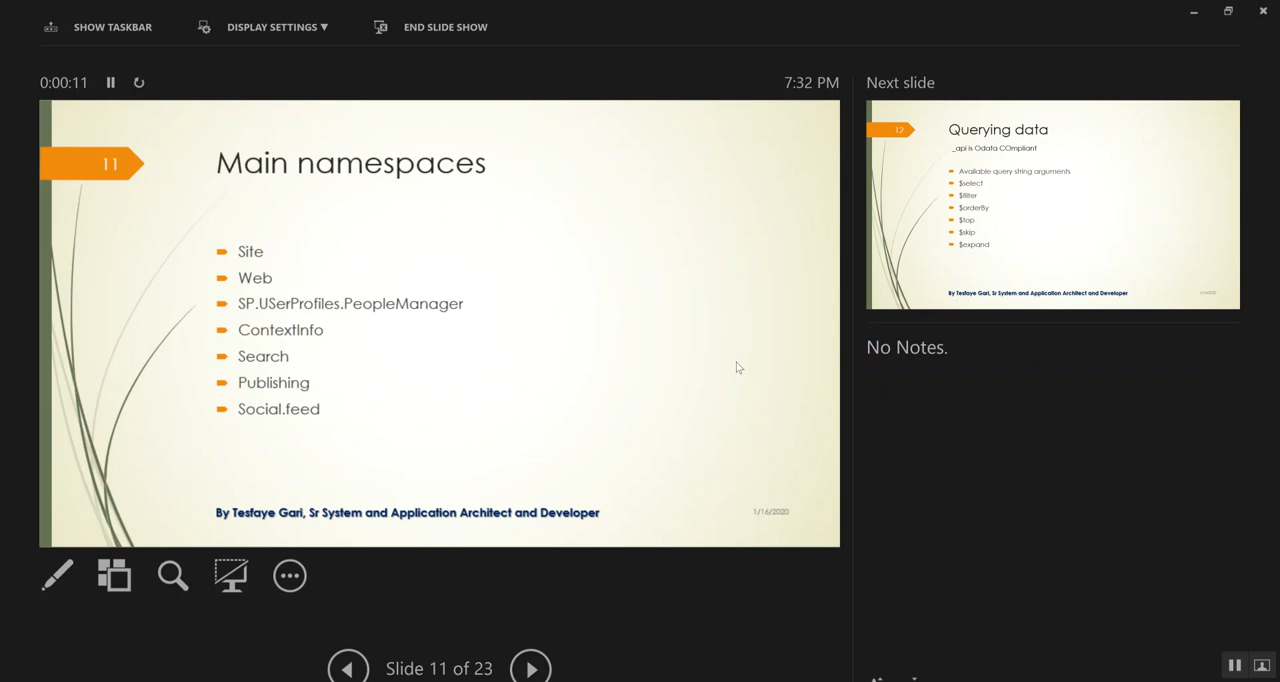 SHOW TASKBAR
DISPLAY SETTINGS ▼
END SLIDE SHOW
0:00:11
7:32 PM
11
Main namespaces
Site
Web
SP.USerProfiles.PeopleManager
ContextInfo
Search
Publishing
Social.feed
By Tesfaye Gari, Sr System and Application Architect and Developer
1/16/2020
Slide 11 of 23
Next slide
12
Querying data
_api is Odata COmpliant
Available query string arguments
$select
$filter
$orderBy
$top
$skip
$expand
By Tesfaye Gari, Sr System and Application Architect and Developer
No Notes.